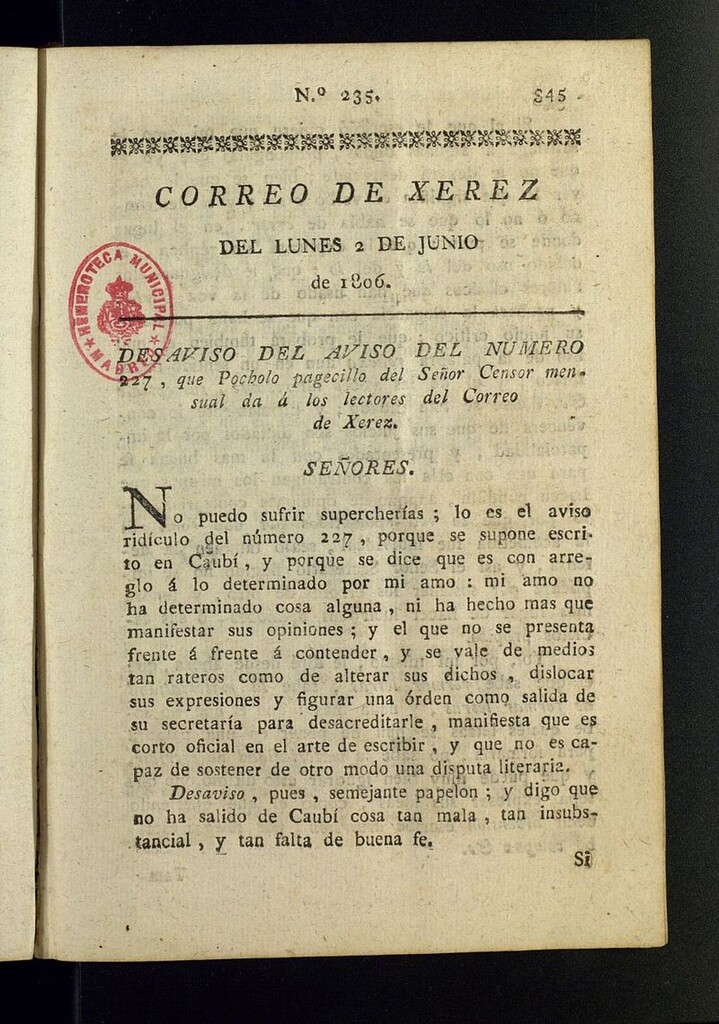 N.º 235. 345
CORREO DE XEREZ
DEL LUNES 2 DE JUNIO
de 1806.
HEMEROTECA MUNICIPAL
★ MADRID ★
DESAVISO DEL AVISO DEL NUMERO
227, que Pocholo pagecillo del Señor Censor men-
sual da á los lectores del Correo
de Xerez.
SEÑORES.
No puedo sufrir supercherías; lo es el aviso
ridículo del número 227, porque se supone escri-
to en Caubí, y porque se dice que es con arre-
glo á lo determinado por mi amo: mi amo no
ha determinado cosa alguna, ni ha hecho mas que
manifestar sus opiniones; y el que no se presenta
frente á frente á contender, y se vale de medios
tan rateros como de alterar sus dichos, dislocar
sus expresiones y figurar una órden como salida de
su secretaría para desacreditarle, manifiesta que es
corto oficial en el arte de escribir, y que no es ca-
paz de sostener de otro modo una disputa literaria.
Desaviso, pues, semejante papelon; y digo que
no ha salido de Caubí cosa tan mala, tan insubs-
tancial, y tan falta de buena fe.
Si